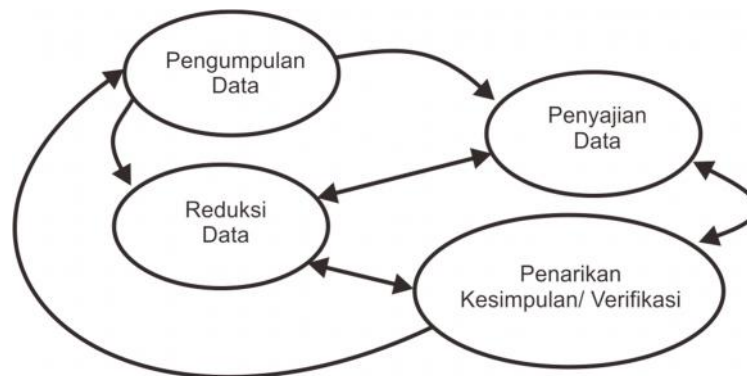 Pengumpulan
Data
Penyajian
Data
Reduksi
Data
Penarikan
Kesimpulan/ Verifikasi